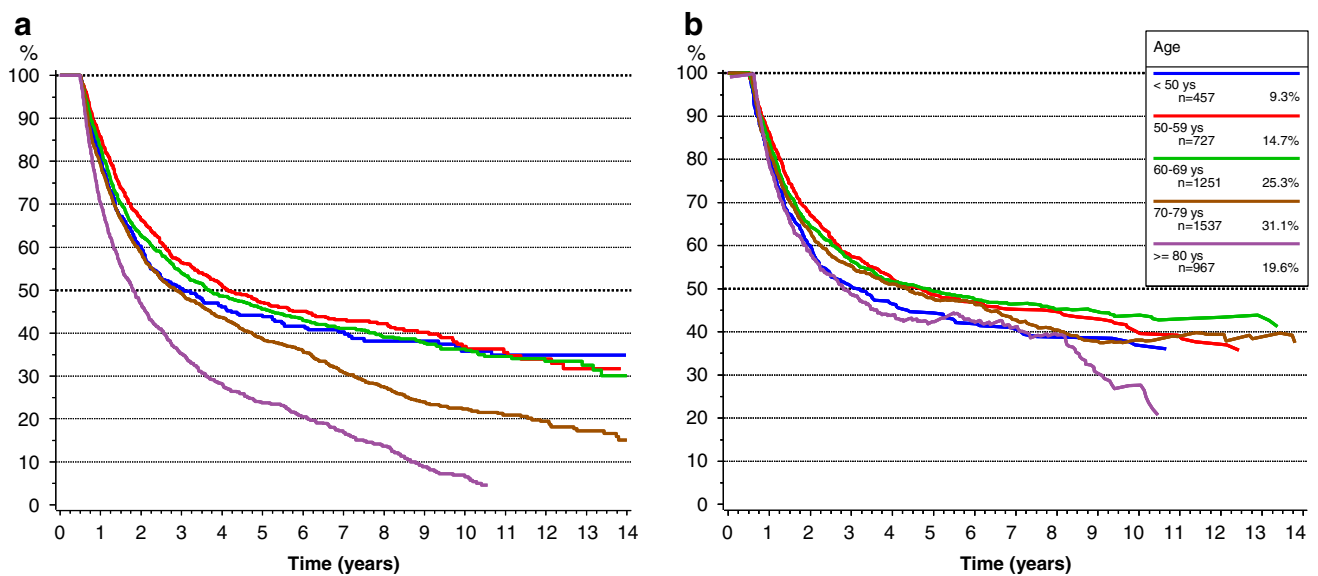 a
%
100
90
80
70
60
50
40
30
20
10
0
0 1 2 3 4 5 6 7 8 9 10 11 12 13 14
Time (years)
b
%
100
90
80
70
60
50
40
30
20
10
0
0 1 2 3 4 5 6 7 8 9 10 11 12 13 14
Time (years)
Age
< 50 ys
n=457 9.3%
50-59 ys
n=727 14.7%
60-69 ys
n=1251 25.3%
70-79 ys
n=1537 31.1%
>= 80 ys
n=967 19.6%